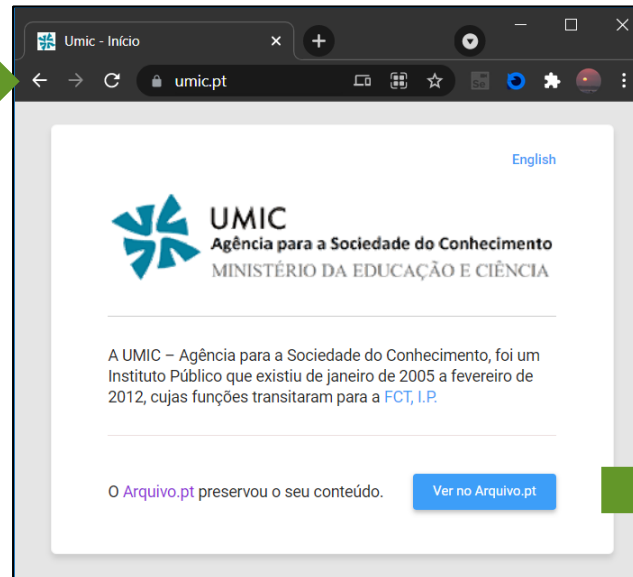 Umic - Início
umic.pt
Se
English
UMIC
Agência para a Sociedade do Conhecimento
MINISTÉRIO DA EDUCAÇÃO E CIÊNCIA
A UMIC – Agência para a Sociedade do Conhecimento, foi um
Instituto Público que existiu de janeiro de 2005 a fevereiro de
2012, cujas funções transitaram para a FCT, I.P.
O Arquivo.pt preservou o seu conteúdo.
Ver no Arquivo.pt